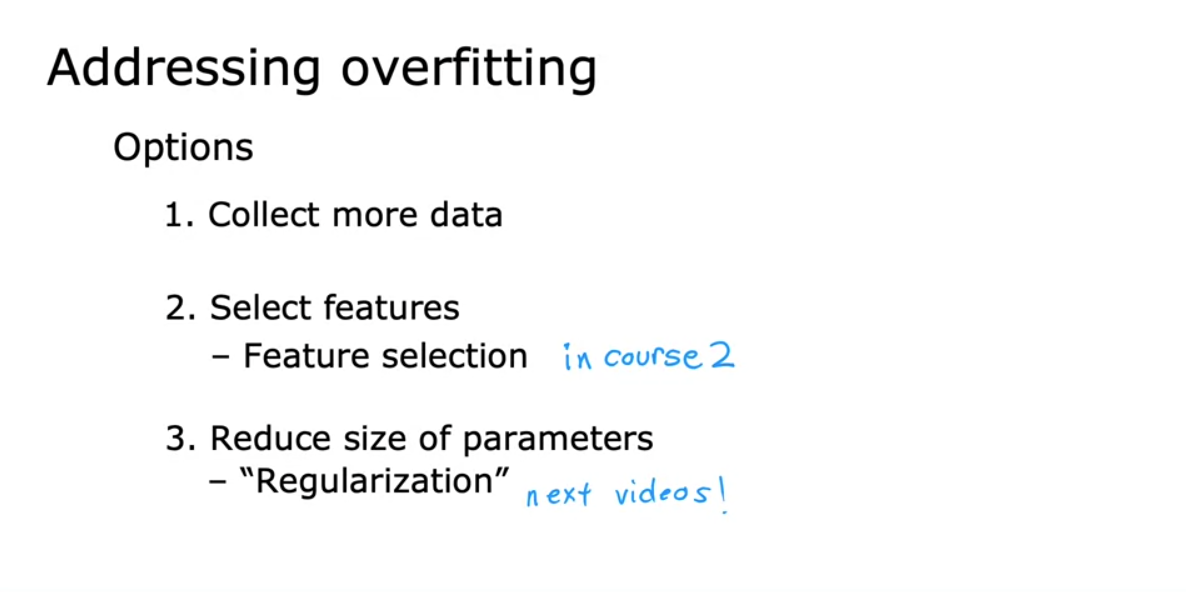 Addressing overfitting
Options
1. Collect more data
2. Select features
– Feature selection in course 2
3. Reduce size of parameters
– “Regularization” next videos!